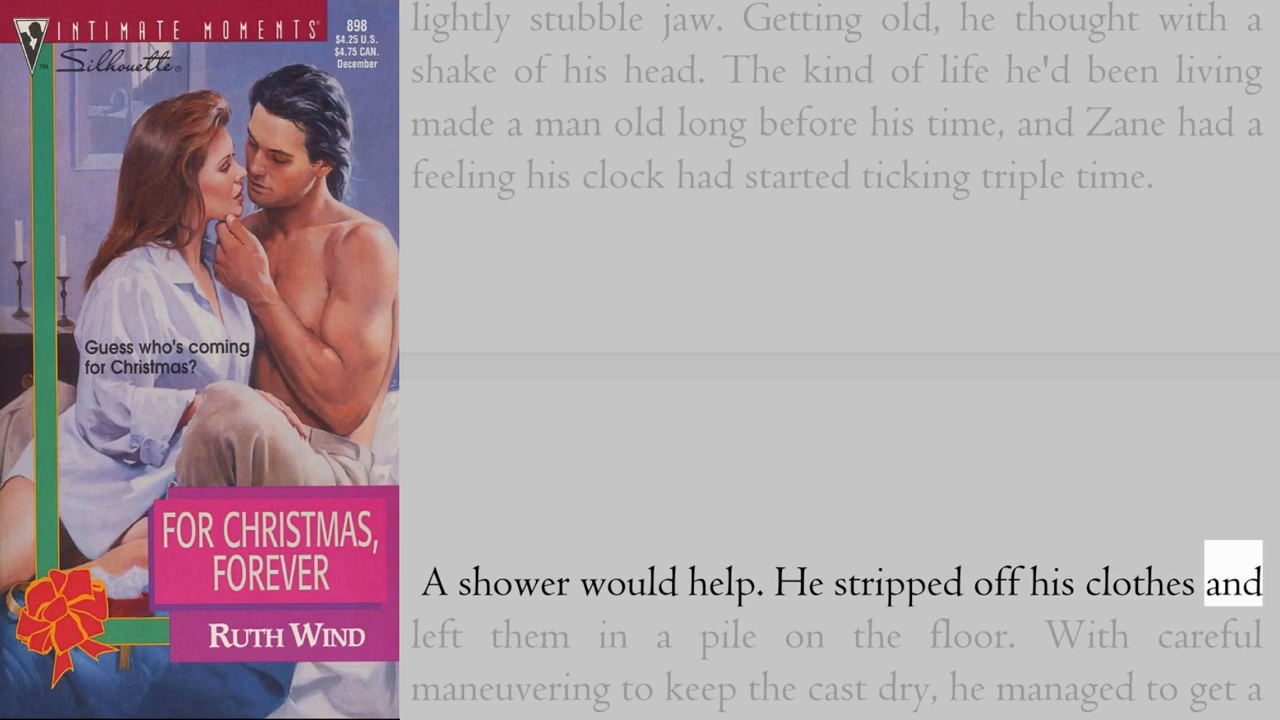 INTIMATE MOMENTS®
898
$4.25 U.S.
$4.75 CAN.
December
™
Silhouette®
Guess who's coming
for Christmas?
FOR CHRISTMAS,
FOREVER
RUTH WIND
lightly stubble jaw. Getting old, he thought with a
shake of his head. The kind of life he'd been living
made a man old long before his time, and Zane had a
feeling his clock had started ticking triple time.
A shower would help. He stripped off his clothes and
left them in a pile on the floor. With careful
maneuvering to keep the cast dry, he managed to get a